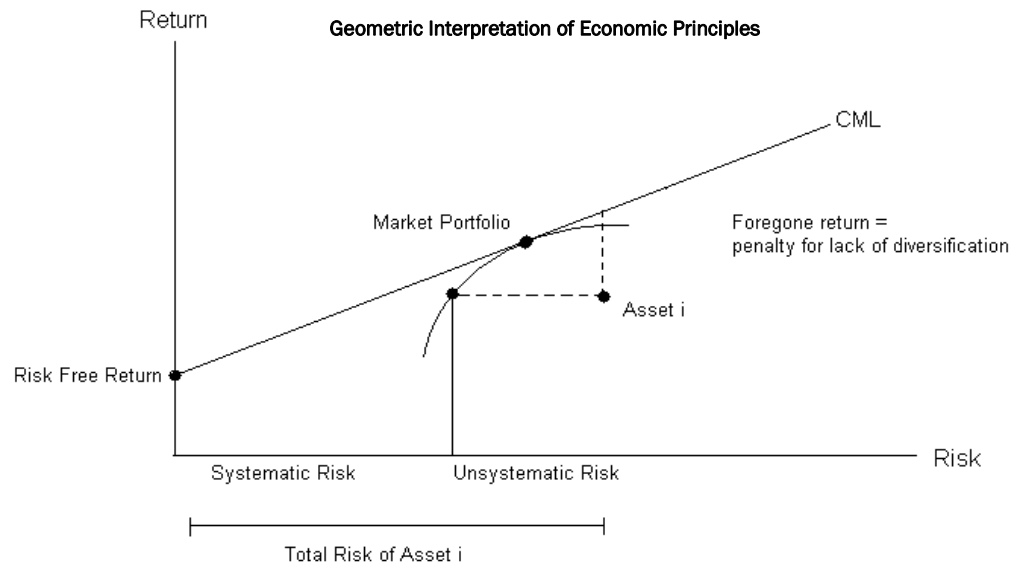 Return
Geometric Interpretation of Economic Principles
CML
Market Portfolio
Foregone return =
penalty for lack of diversification
Asset i
Risk Free Return
Risk
Systematic Risk
Unsystematic Risk
Total Risk of Asset i